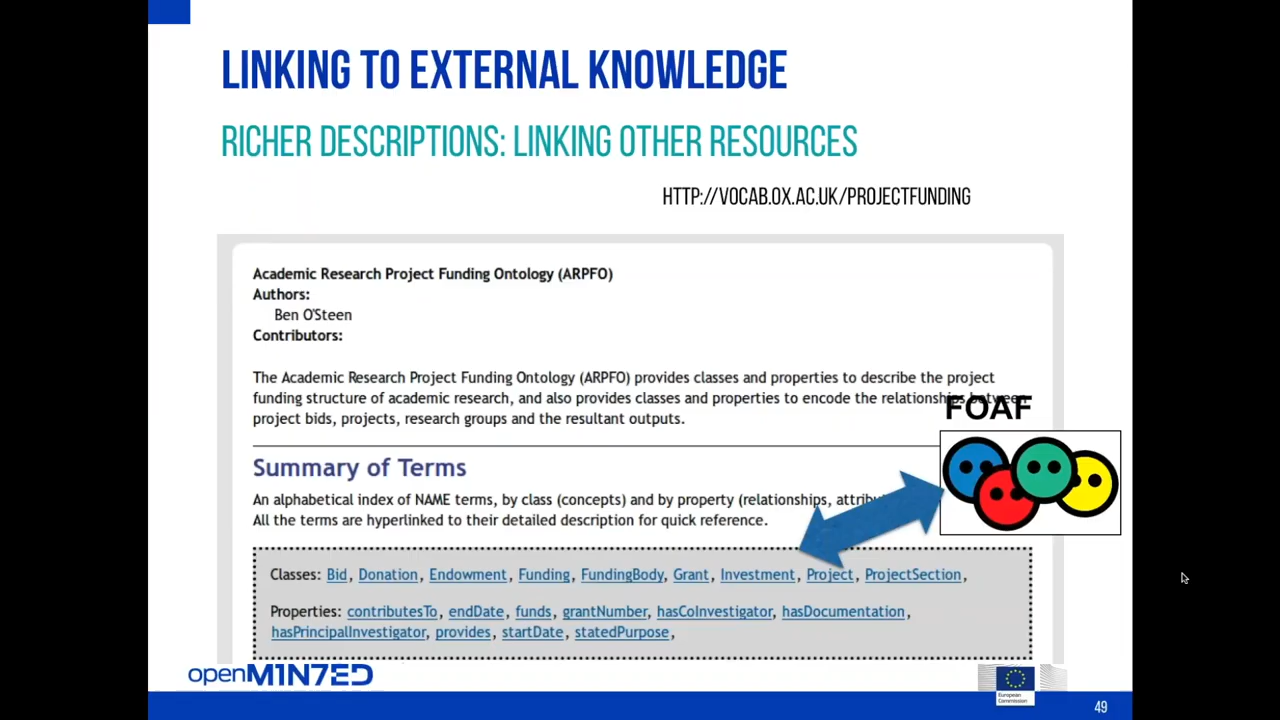 LINKING TO EXTERNAL KNOWLEDGE
RICHER DESCRIPTIONS: LINKING OTHER RESOURCES
HTTP://VOCAB.OX.AC.UK/PROJECTFUNDING
Academic Research Project Funding Ontology (ARPFO)
Authors:
Ben O'Steen
Contributors:
The Academic Research Project Funding Ontology (ARPFO) provides classes and properties to describe the project
funding structure of academic research, and also provides classes and properties to encode the relationships between
project bids, projects, research groups and the resultant outputs.
FOAF
Summary of Terms
An alphabetical index of NAME terms, by class (concepts) and by property (relationships,
All the terms are hyperlinked to their detailed description for quick reference.
Classes: Bid, Donation, Endowment, Funding, FundingBody, Grant, Investment, Project, ProjectSection,
Properties: contributesTo, endDate, funds, grantNumber, hasCoInvestigator, hasDocumentation,
hasPrincipalInvestigator, provides, startDate, statedPurpose,
openM1N7ED
European
Commission
49